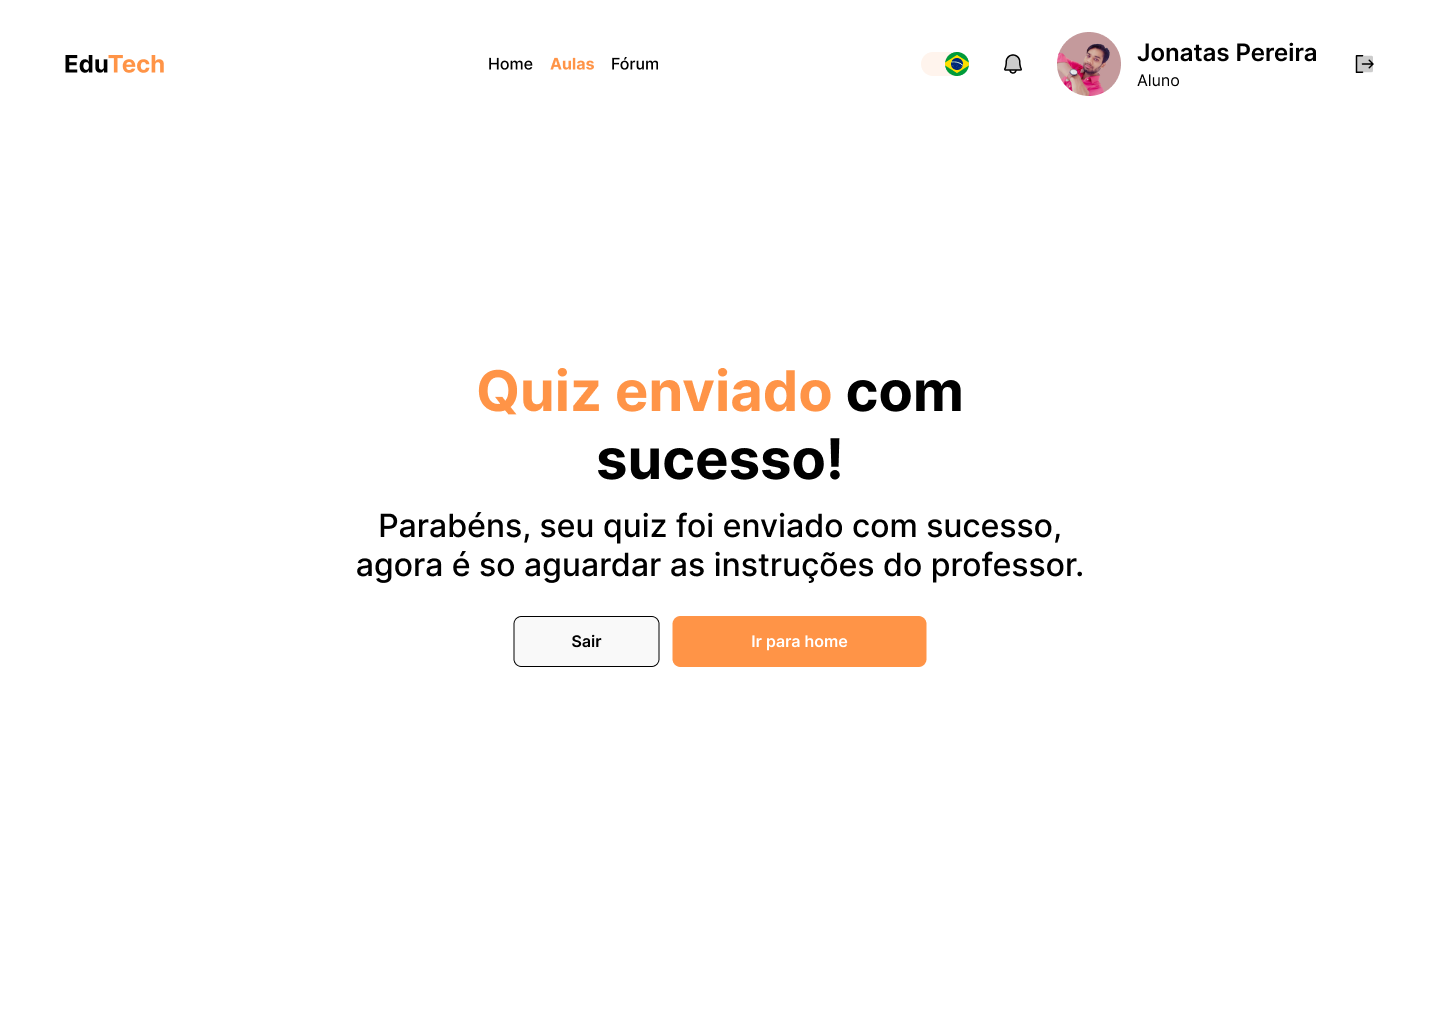 EduTech
Home Aulas Fórum
Jonatas Pereira
Aluno
Quiz enviado com
sucesso!
Parabéns, seu quiz foi enviado com sucesso,
agora é so aguardar as instruções do professor.
Sair
Ir para home